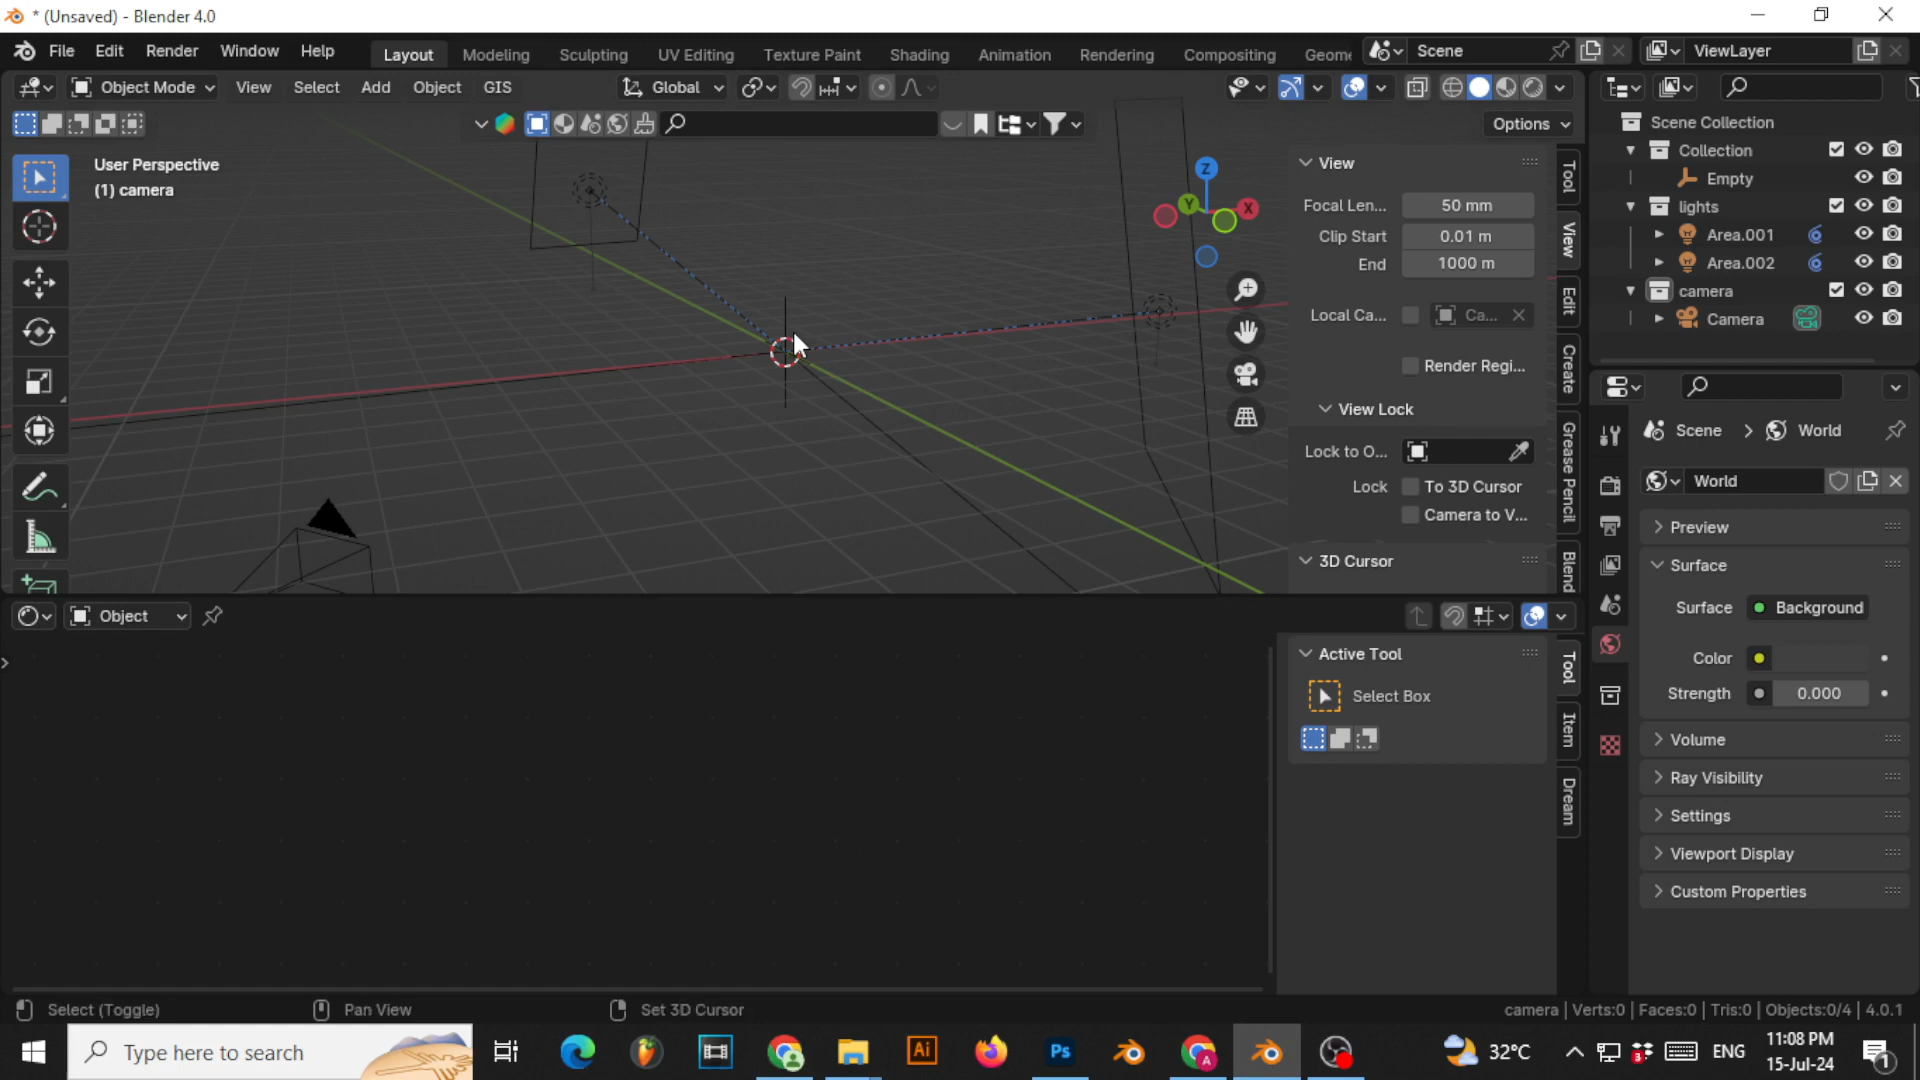 * (Unsaved) - Blender 4.0
File Edit Render Window Help Layout Modeling Sculpting UV Editing Texture Paint Shading Animation Rendering Compositing Geome Scene ViewLayer
Object Mode View Select Add Object GIS Global
Options
User Perspective
(1) camera
Z
Y
X
View
Focal Len... 50 mm
Clip Start 0.01 m
End 1000 m
Local Ca... Ca...
Render Regi...
View Lock
Lock to O...
Lock To 3D Cursor
Camera to V...
3D Cursor
Tool
View
Edit
Create
Grease Pencil
Blend
Scene Collection
Collection
Empty
lights
Area.001
Area.002
camera
Camera
Scene > World
World
Preview
Surface
Surface Background
Color
Strength 0.000
Volume
Ray Visibility
Settings
Viewport Display
Custom Properties
Object
Active Tool
Select Box
Tool
Item
Dream
Select (Toggle) Pan View Set 3D Cursor camera | Verts:0 | Faces:0 | Tris:0 | Objects:0/4 | 4.0.1
Type here to search Ai Ps A 32°C ENG 11:08 PM
15-Jul-24 1